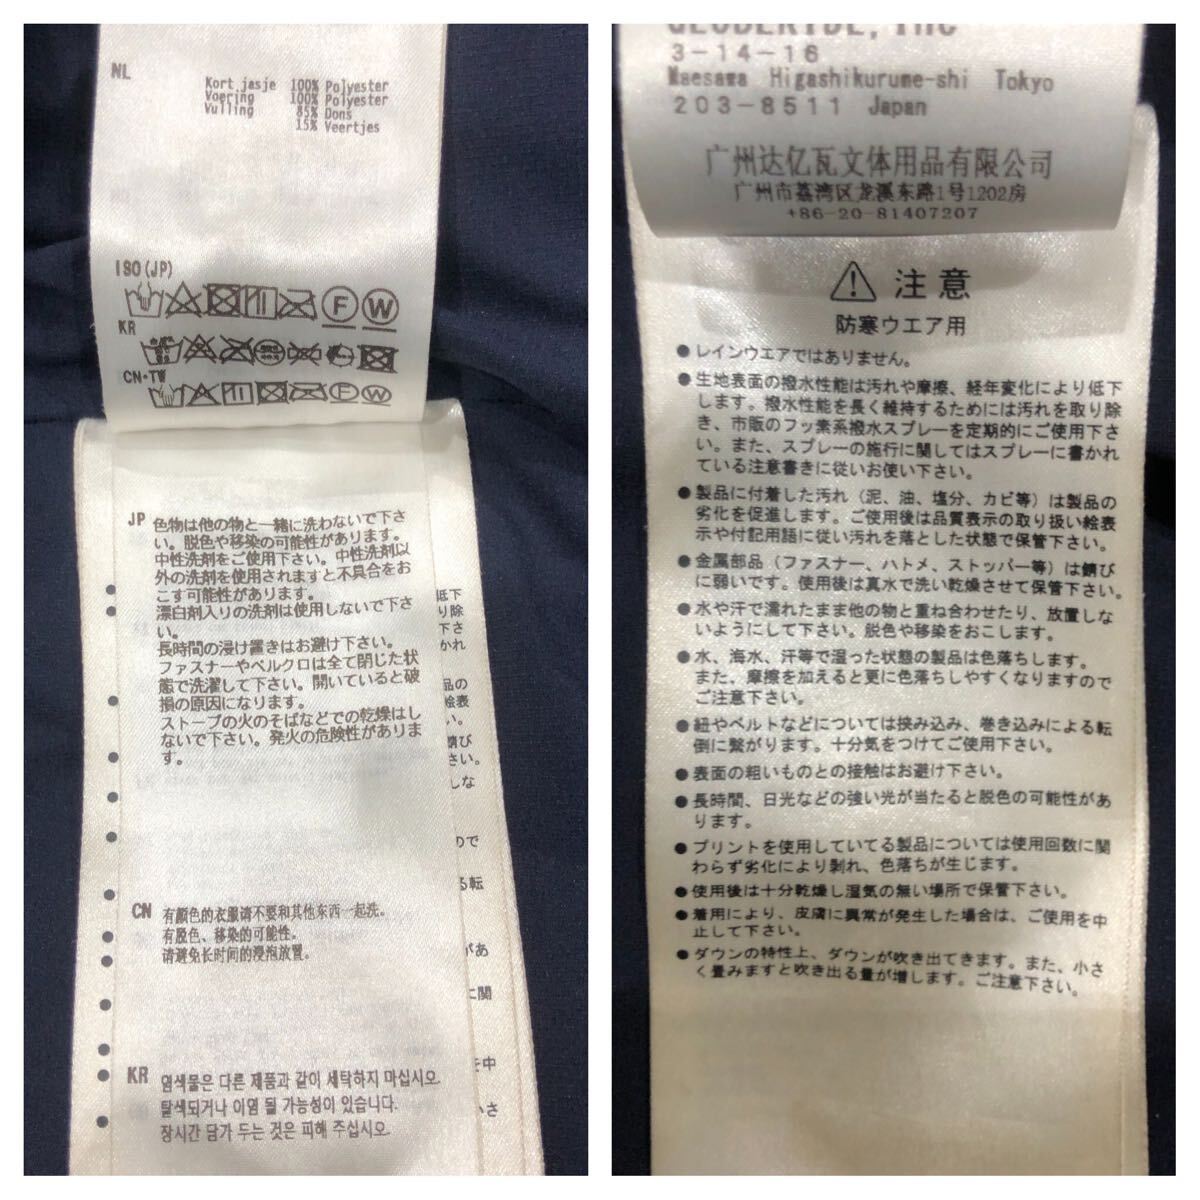 NL
Kort jasje 100% Polyester
Voering 100% Polyester
Vulling 85% Dons
15% Veertjes
ISO(JP)
F W
KR
CN・TW
JP 色物は他の物と一緒に洗わないで下さ
い。脱色や移染の可能性があります。
中性洗剤をご使用下さい。中性洗剤以
外の洗剤を使用されますと不具合をお
こす可能性があります。
漂白剤入りの洗剤は使用しないで下さ
い。
長時間の浸け置きはお避け下さい。
ファスナーやベルクロは全て閉じた状
態で洗濯して下さい。開いていると破
損の原因になります。
ストーブの火のそばなどでの乾燥はし
ないで下さい。発火の危険性がありま
す。
CN 有颜色的衣服请不要和其他东西一起洗。
有脱色、移染的可能性。
请避免长时间的浸泡放置。
KR 염색물은 다른 제품과 같이 세탁하지 마십시오.
탈색되거나 이염 될 가능성이 있습니다.
장시간 담가 두는 것은 피해 주십시오.
3-14-16
Maesawa Higashikurume-shi Tokyo
203-8511 Japan
广州达亿瓦文体用品有限公司
广州市荔湾区龙溪东路1号1202房
+86-20-81407207
注意
防寒ウエア用
●レインウエアではありません。
●生地表面の撥水性能は汚れや摩擦、経年変化により低下
します。撥水性能を長く維持するためには汚れを取り除
き、市販のフッ素系撥水スプレーを定期的にご使用下さ
い。また、スプレーの施行に関してはスプレーに書かれ
ている注意書きに従いお使い下さい。
●製品に付着した汚れ（泥、油、塩分、カビ等）は製品の
劣化を促進します。ご使用後は品質表示の取り扱い絵表
示や付記用語に従い汚れを落とした状態で保管下さい。
●金属部品（ファスナー、ハトメ、ストッパー等）は錆び
に弱いです。使用後は真水で洗い乾燥させて保管下さい。
●水や汗で濡れたまま他の物と重ね合わせたり、放置しな
いようにして下さい。脱色や移染をおこします。
●水、海水、汗等で湿った状態の製品は色落ちします。
また、摩擦を加えると更に色落ちしやすくなりますので
ご注意下さい。
●紐やベルトなどについては挟み込み、巻き込みによる転
倒に繋がります。十分気をつけてご使用下さい。
●表面の粗いものとの接触はお避け下さい。
●長時間、日光などの強い光が当たると脱色の可能性があ
ります。
●プリントを使用していてる製品については使用回数に関
わらず劣化により剥れ、色落ちが生じます。
●使用後は十分乾燥し湿気の無い場所で保管下さい。
●着用により、皮膚に異常が発生した場合は、ご使用を中
止して下さい。
●ダウンの特性上、ダウンが吹き出てきます。また、小さ
く畳みますと吹き出る量が増します。ご注意下さい。